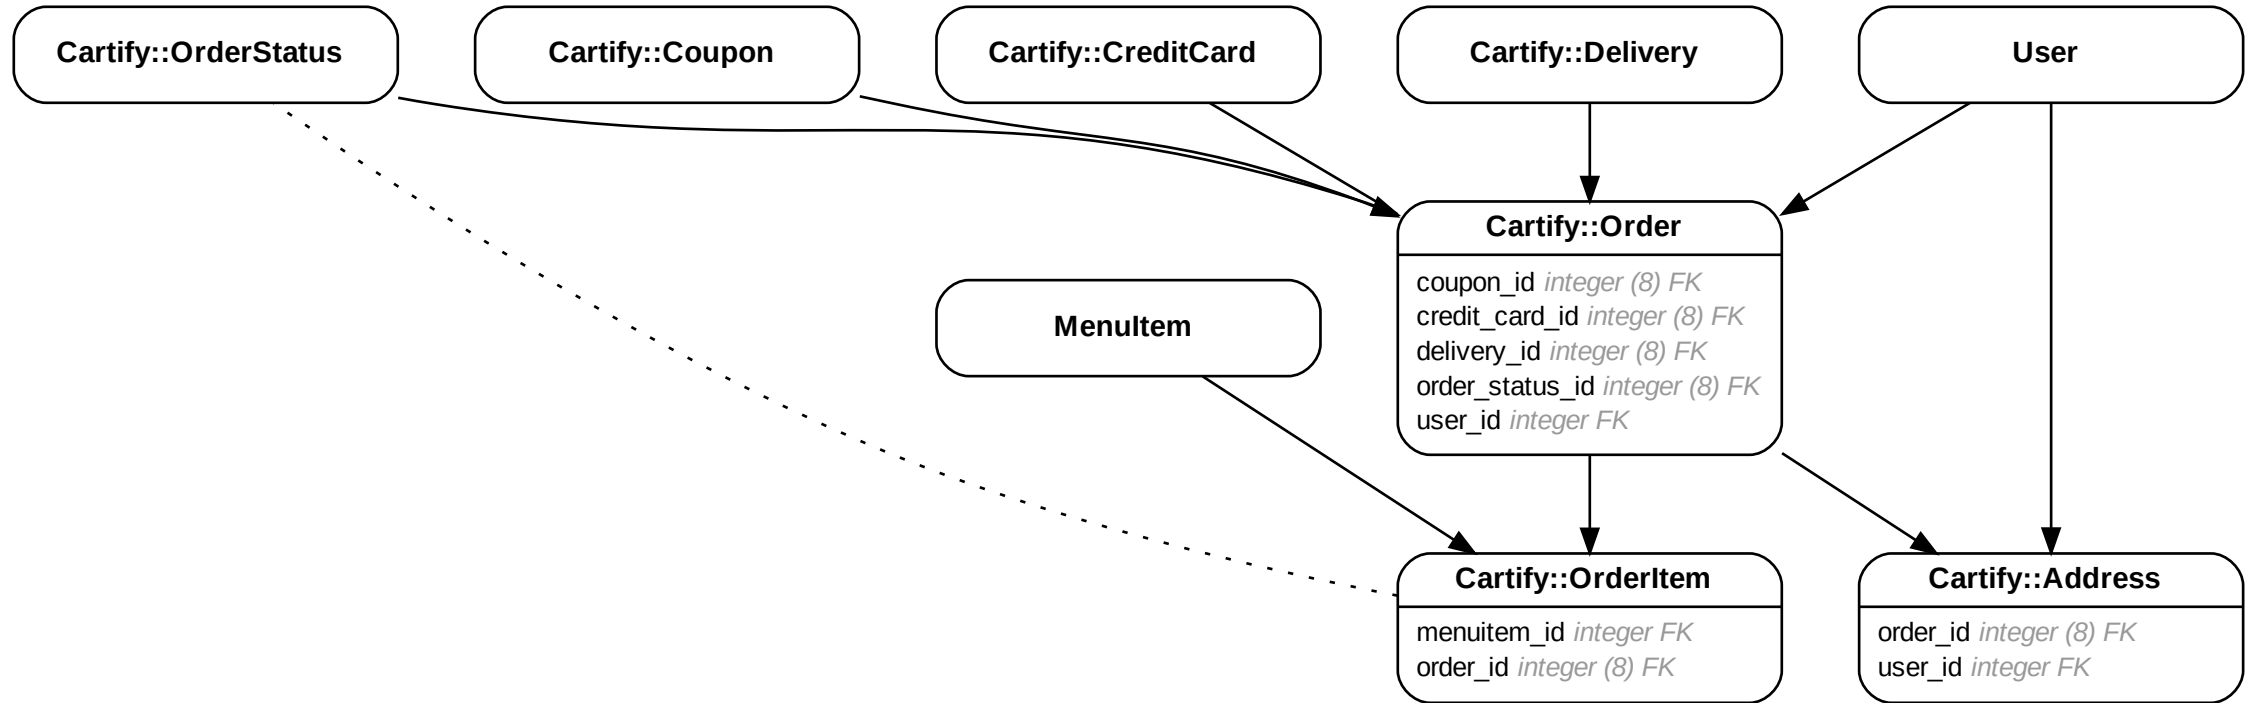 Cartify::OrderStatus
Cartify::Coupon
Cartify::CreditCard
Cartify::Delivery
User
Cartify::Order
coupon_id integer (8) FK
credit_card_id integer (8) FK
delivery_id integer (8) FK
order_status_id integer (8) FK
user_id integer FK
MenuItem
Cartify::OrderItem
menuitem_id integer FK
order_id integer (8) FK
Cartify::Address
order_id integer (8) FK
user_id integer FK